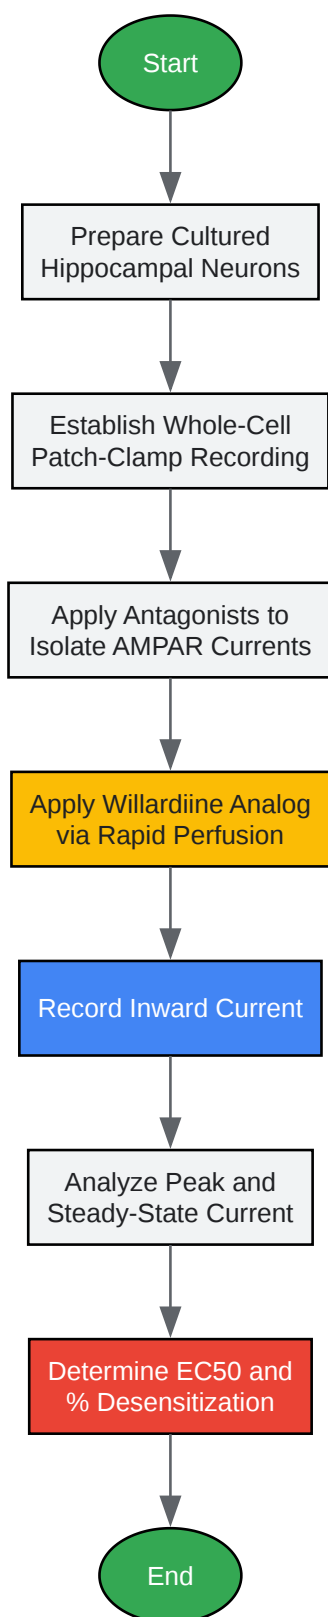 Start
Prepare Cultured
Hippocampal Neurons
Establish Whole-Cell
Patch-Clamp Recording
Apply Antagonists to
Isolate AMPAR Currents
Apply Willardiine Analog
via Rapid Perfusion
Record Inward Current
Analyze Peak and
Steady-State Current
Determine EC50 and
% Desensitization
End